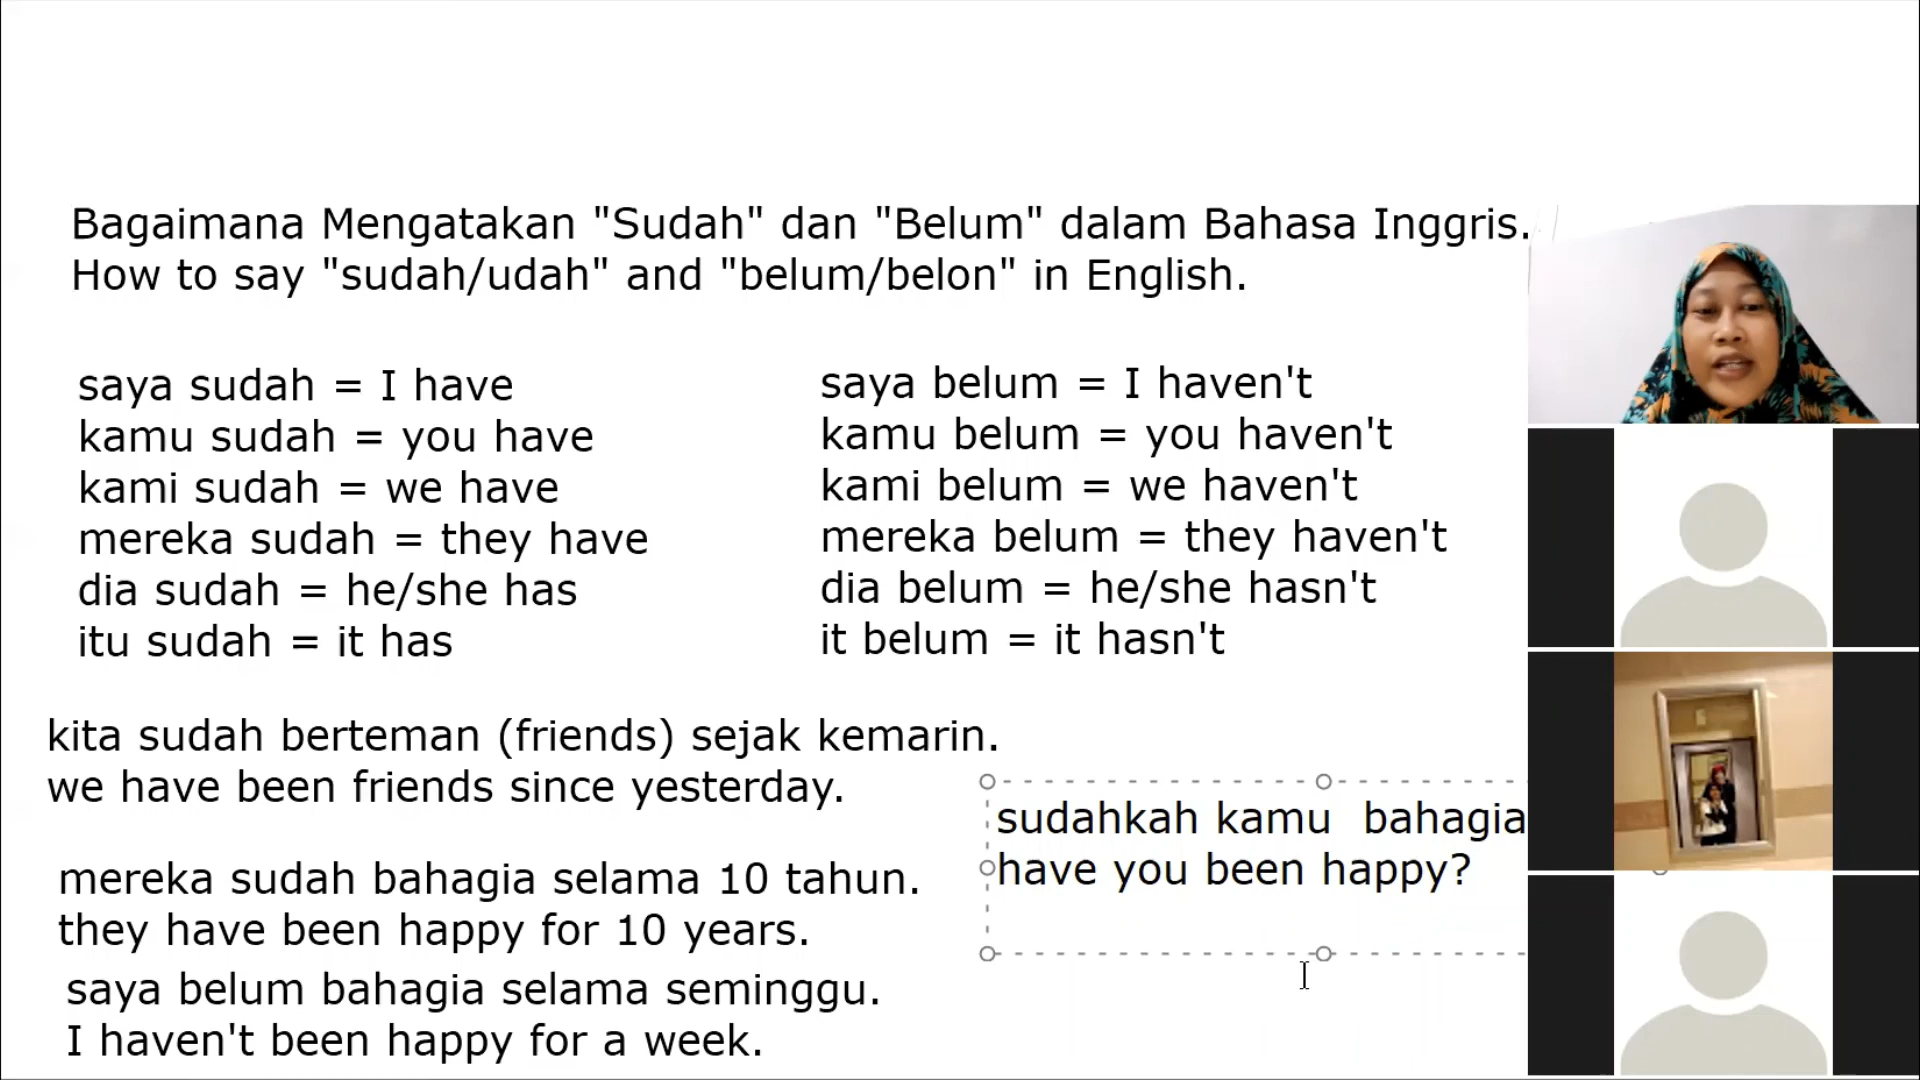 Bagaimana Mengatakan "Sudah" dan "Belum" dalam Bahasa Inggris.
How to say "sudah/udah" and "belum/belon" in English.
saya sudah = I have
kamu sudah = you have
kami sudah = we have
mereka sudah = they have
dia sudah = he/she has
itu sudah = it has
saya belum = I haven't
kamu belum = you haven't
kami belum = we haven't
mereka belum = they haven't
dia belum = he/she hasn't
it belum = it hasn't
kita sudah berteman (friends) sejak kemarin.
we have been friends since yesterday.
mereka sudah bahagia selama 10 tahun.
they have been happy for 10 years.
saya belum bahagia selama seminggu.
I haven't been happy for a week.
sudahkah kamu  bahagia
have you been happy?